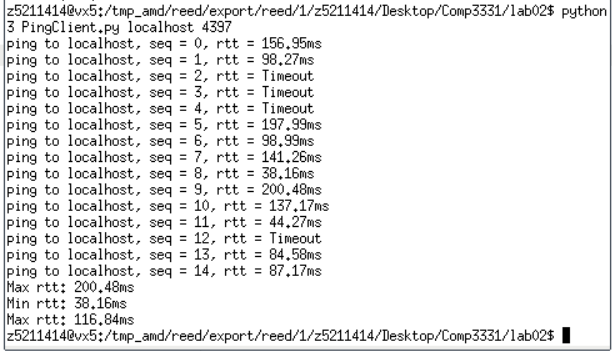 z5211414@vx5:/tmp_amd/reed/export/reed/1/z5211414/Desktop/Comp3331/lab02$ python
3 PingClient.py localhost 4397
ping to localhost, seq = 0, rtt = 156.95ms
ping to localhost, seq = 1, rtt = 98.27ms
ping to localhost, seq = 2, rtt = Timeout
ping to localhost, seq = 3, rtt = Timeout
ping to localhost, seq = 4, rtt = Timeout
ping to localhost, seq = 5, rtt = 197.99ms
ping to localhost, seq = 6, rtt = 98.99ms
ping to localhost, seq = 7, rtt = 141.26ms
ping to localhost, seq = 8, rtt = 38.16ms
ping to localhost, seq = 9, rtt = 200.48ms
ping to localhost, seq = 10, rtt = 137.17ms
ping to localhost, seq = 11, rtt = 44.27ms
ping to localhost, seq = 12, rtt = Timeout
ping to localhost, seq = 13, rtt = 84.58ms
ping to localhost, seq = 14, rtt = 87.17ms
Max rtt: 200.48ms
Min rtt: 38.16ms
Max rtt: 116.84ms
z5211414@vx5:/tmp_amd/reed/export/reed/1/z5211414/Desktop/Comp3331/lab02$